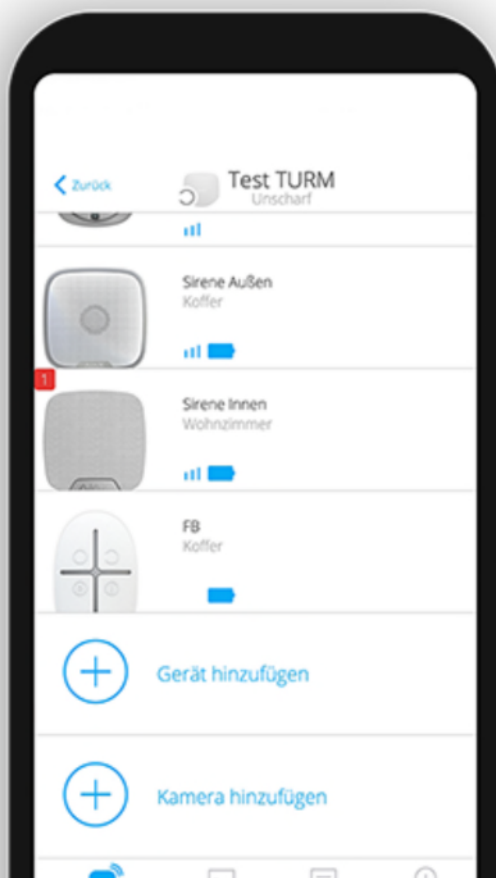 Zurück
Test TURM
Unscharf
Sirene Außen
Koffer
1
Sirene Innen
Wohnzimmer
FB
Koffer
Gerät hinzufügen
Kamera hinzufügen